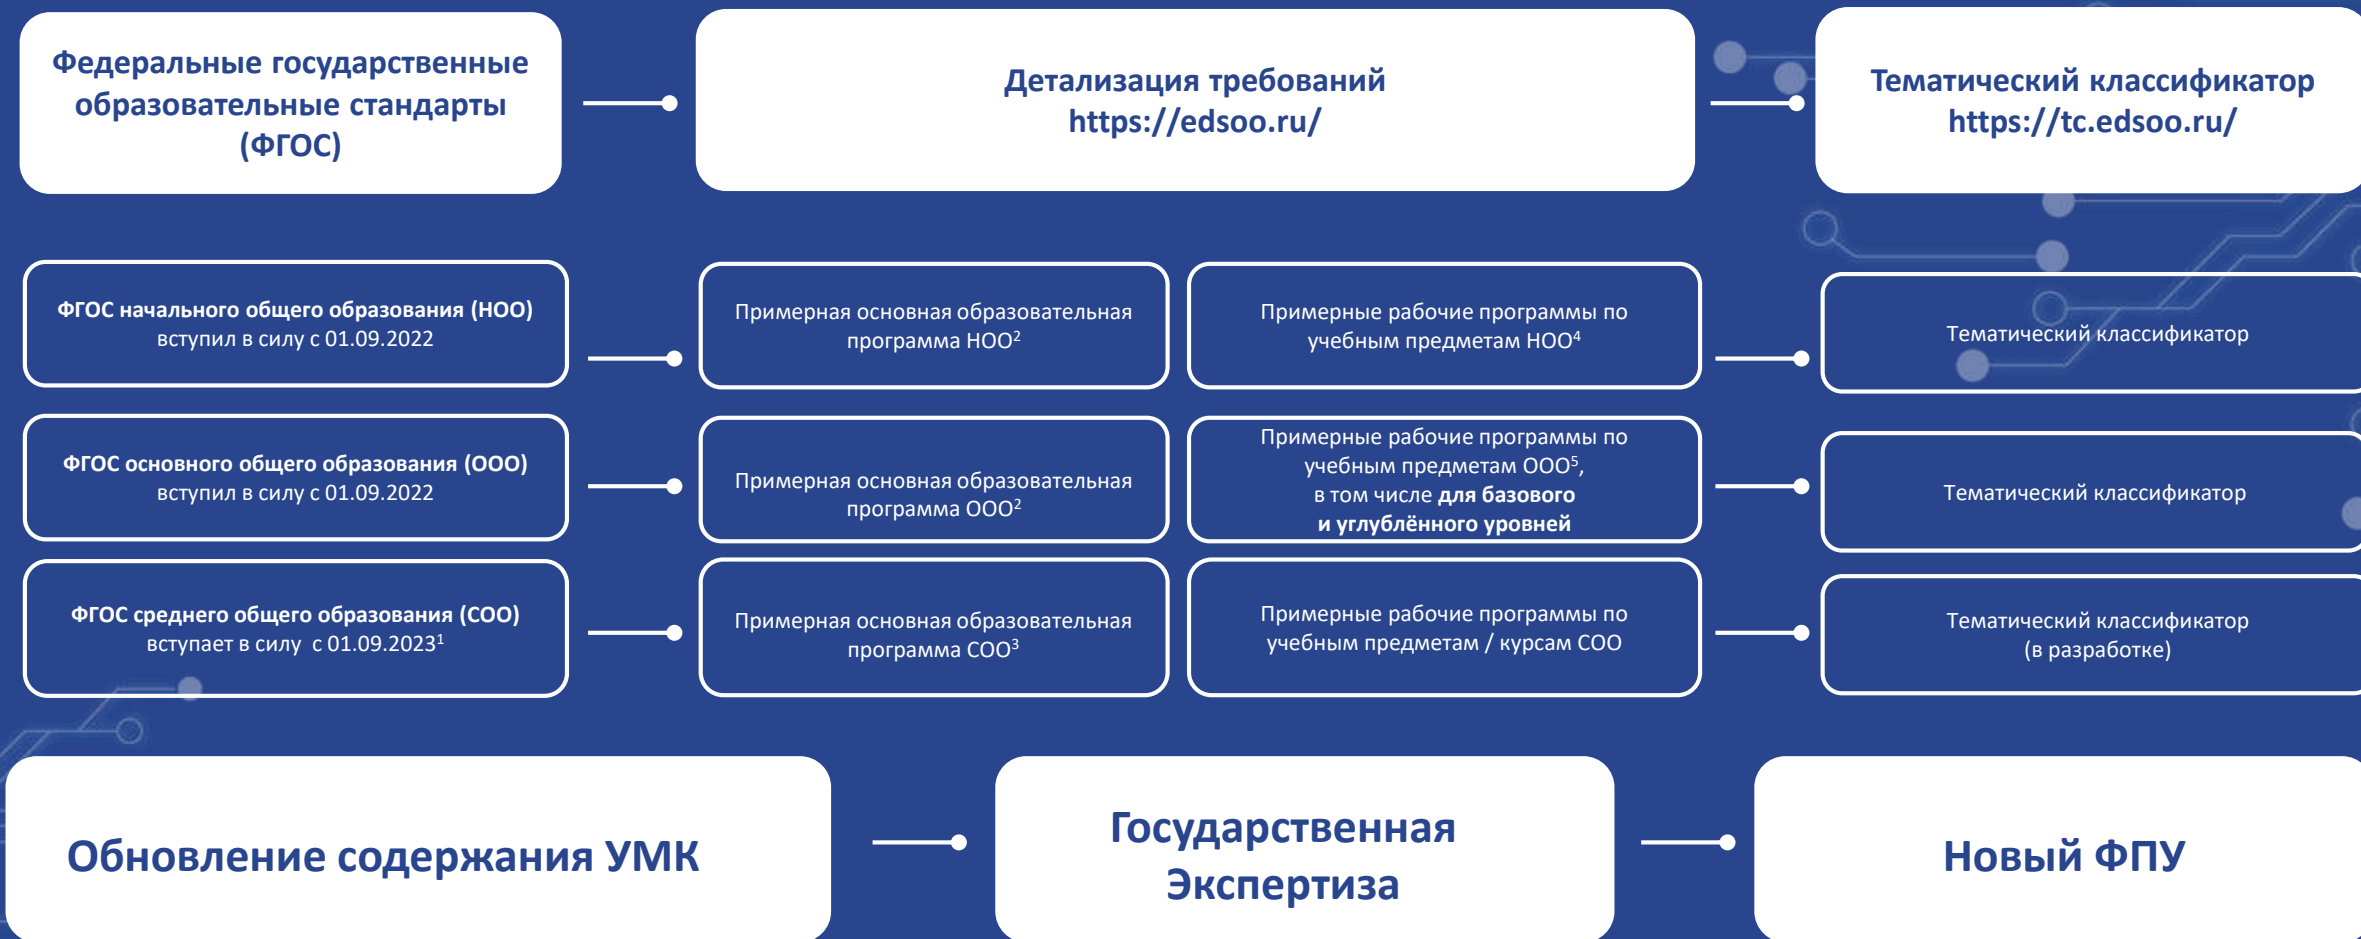 Федеральные государственные
образовательные стандарты
(ФГОС)
Детализация требований
https://edsoo.ru/
Тематический классификатор
https://tc.edsoo.ru/
ФГОС начального общего образования (НОО)
вступил в силу с 01.09.2022
Примерная основная образовательная
программа НОО²
Примерные рабочие программы по
учебным предметам НОО⁴
Тематический классификатор
ФГОС основного общего образования (ООО)
вступил в силу с 01.09.2022
Примерная основная образовательная
программа ООО²
Примерные рабочие программы по
учебным предметам ООО⁵,
в том числе для базового
и углублённого уровней
Тематический классификатор
ФГОС среднего общего образования (СОО)
вступает в силу с 01.09.2023¹
Примерная основная образовательная
программа СОО³
Примерные рабочие программы по
учебным предметам / курсам СОО
Тематический классификатор
(в разработке)
Обновление содержания УМК
Государственная
Экспертиза
Новый ФПУ